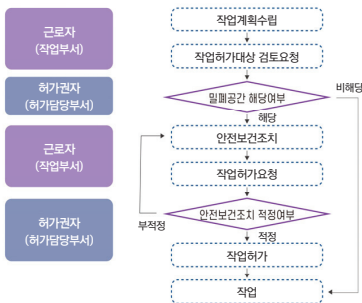 근로자
(작업부서)
작업계획수립
작업허가대상 검토요청
허가권자
(허가담당부서)
밀폐공간 해당여부
비해당
해당
근로자
(작업부서)
안전보건조치
작업허가요청
허가권자
(허가담당부서)
안전보건조치 적정여부
부적정
적정
작업허가
작업